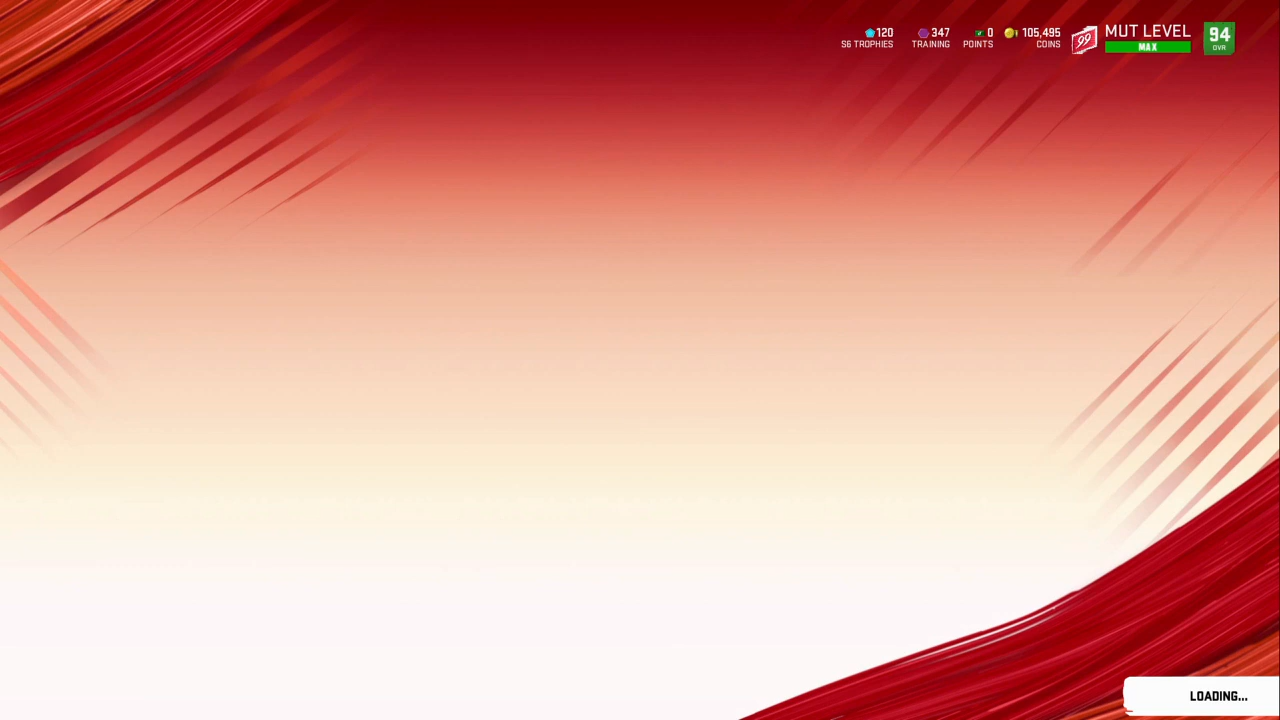 120 347 0 105,495
S6 TROPHIES TRAINING POINTS COINS
99
MUT LEVEL
MAX
94
OVR
LOADING...